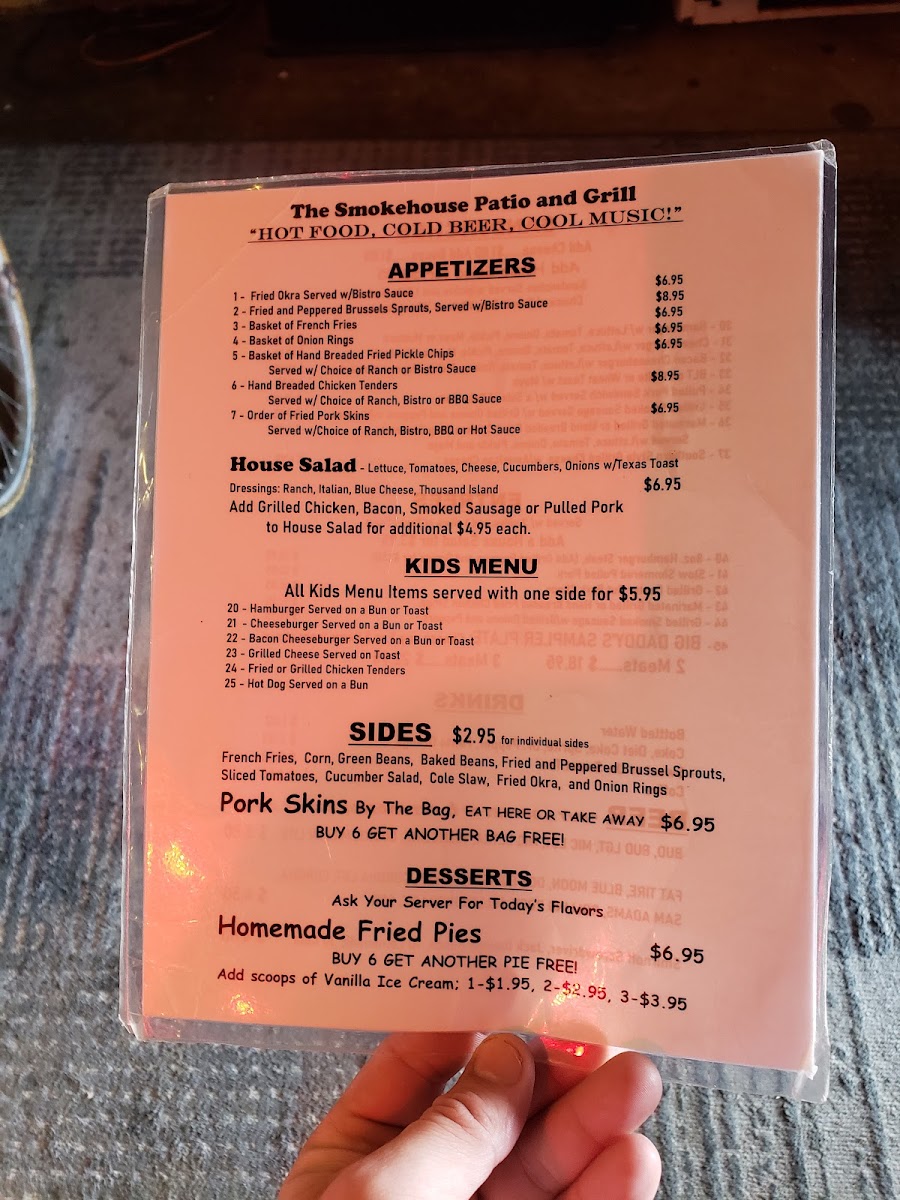 The Smokehouse Patio and Grill
"HOT FOOD, COLD BEER, COOL MUSIC!"
APPETIZERS
1 - Fried Okra Served w/Bistro Sauce $6.95
2 - Fried and Peppered Brussels Sprouts, Served w/Bistro Sauce $8.95
3 - Basket of French Fries $6.95
4 - Basket of Onion Rings $6.95
5 - Basket of Hand Breaded Fried Pickle Chips $6.95
Served w/ Choice of Ranch or Bistro Sauce
6 - Hand Breaded Chicken Tenders $8.95
Served w/ Choice of Ranch, Bistro or BBQ Sauce
7 - Order of Fried Pork Skins $6.95
Served w/Choice of Ranch, Bistro, BBQ or Hot Sauce
House Salad - Lettuce, Tomatoes, Cheese, Cucumbers, Onions w/Texas Toast
Dressings: Ranch, Italian, Blue Cheese, Thousand Island $6.95
Add Grilled Chicken, Bacon, Smoked Sausage or Pulled Pork
to House Salad for additional $4.95 each.
KIDS MENU
All Kids Menu Items served with one side for $5.95
20 - Hamburger Served on a Bun or Toast
21 - Cheeseburger Served on a Bun or Toast
22 - Bacon Cheeseburger Served on a Bun or Toast
23 - Grilled Cheese Served on Toast
24 - Fried or Grilled Chicken Tenders
25 - Hot Dog Served on a Bun
SIDES $2.95 for individual sides
French Fries, Corn, Green Beans, Baked Beans, Fried and Peppered Brussel Sprouts,
Sliced Tomatoes, Cucumber Salad, Cole Slaw, Fried Okra, and Onion Rings
Pork Skins By The Bag, EAT HERE OR TAKE AWAY $6.95
BUY 6 GET ANOTHER BAG FREE!
DESSERTS
Ask Your Server For Today's Flavors
Homemade Fried Pies $6.95
BUY 6 GET ANOTHER PIE FREE!
Add scoops of Vanilla Ice Cream; 1-$1.95, 2-$2.95, 3-$3.95